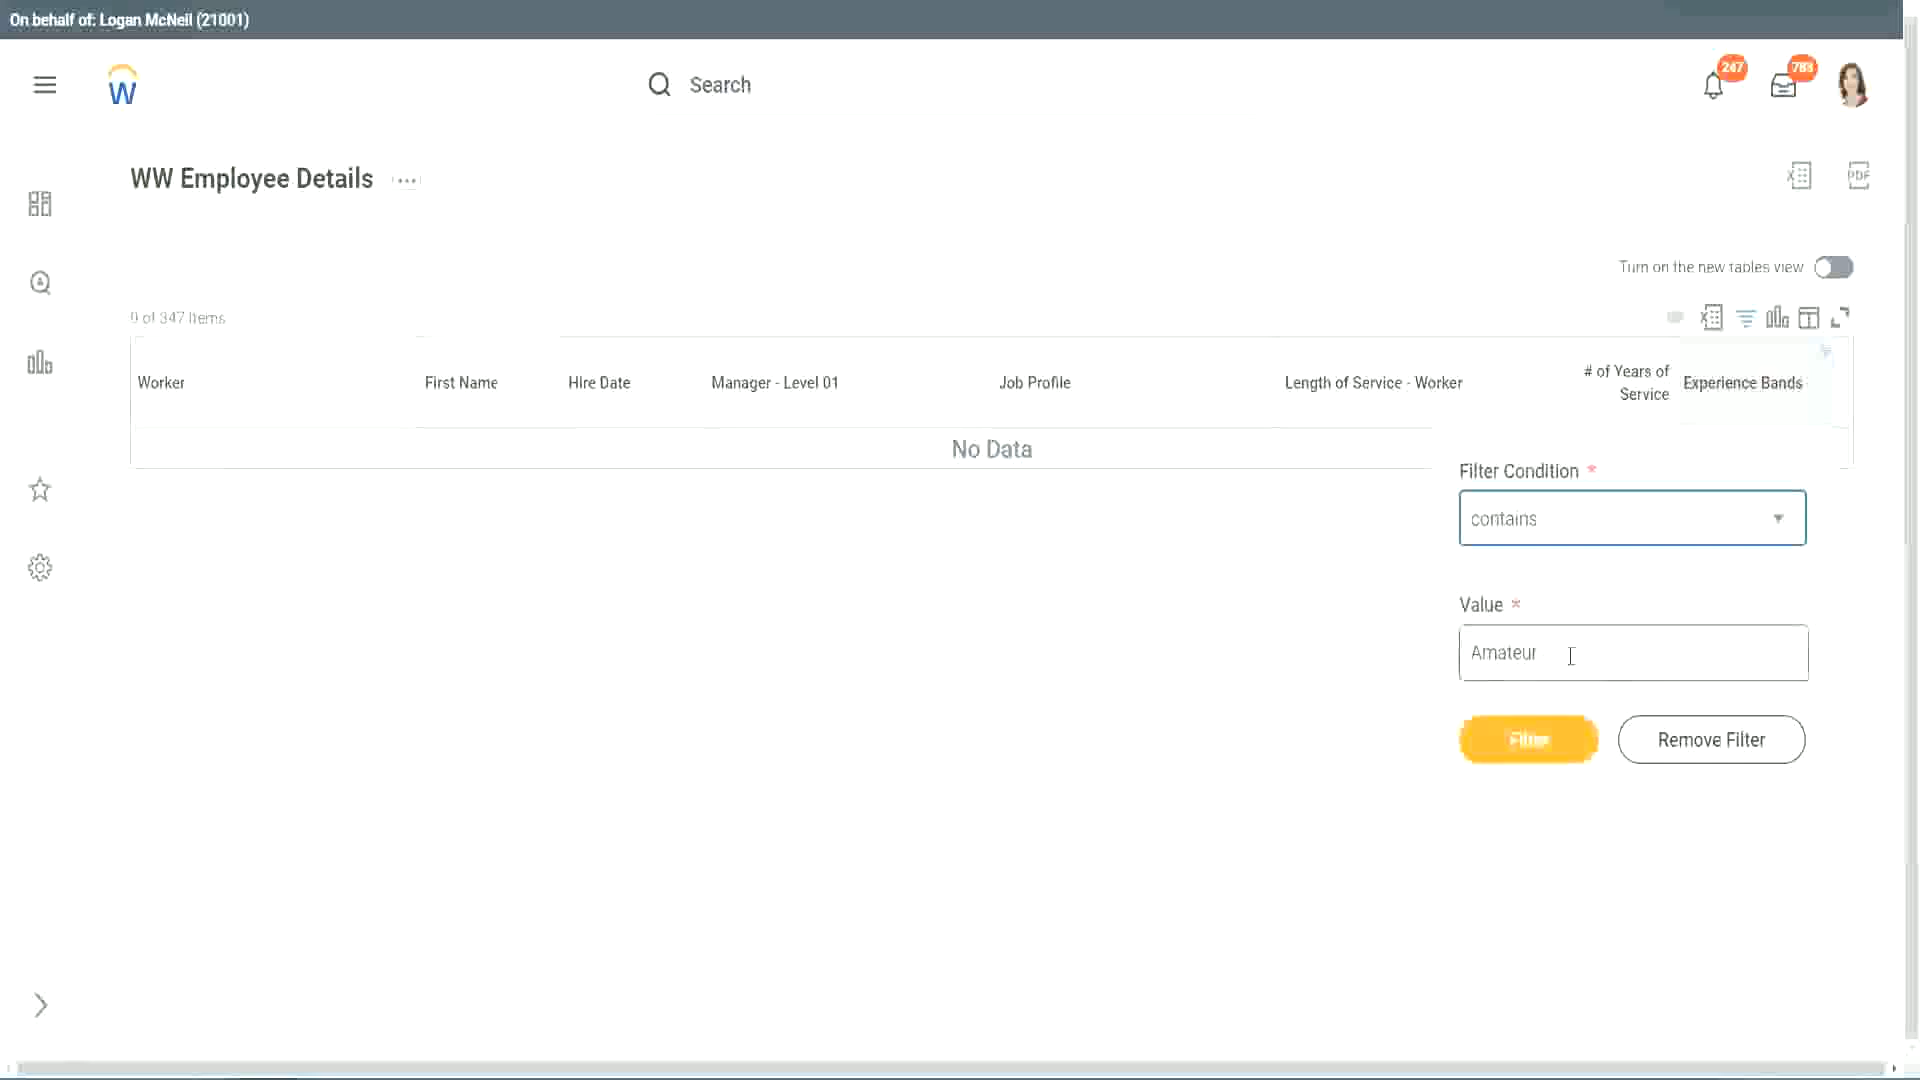 On behalf of: Logan McNeil (21001)
W
Search
247
783
WW Employee Details
PDF
Turn on the new tables view
0 of 347 items
Worker
First Name
Hire Date
Manager - Level 01
Job Profile
Length of Service - Worker
# of Years of
Service
Experience Bands
No Data
Filter Condition *
contains
Value *
Amateur
Filter
Remove Filter